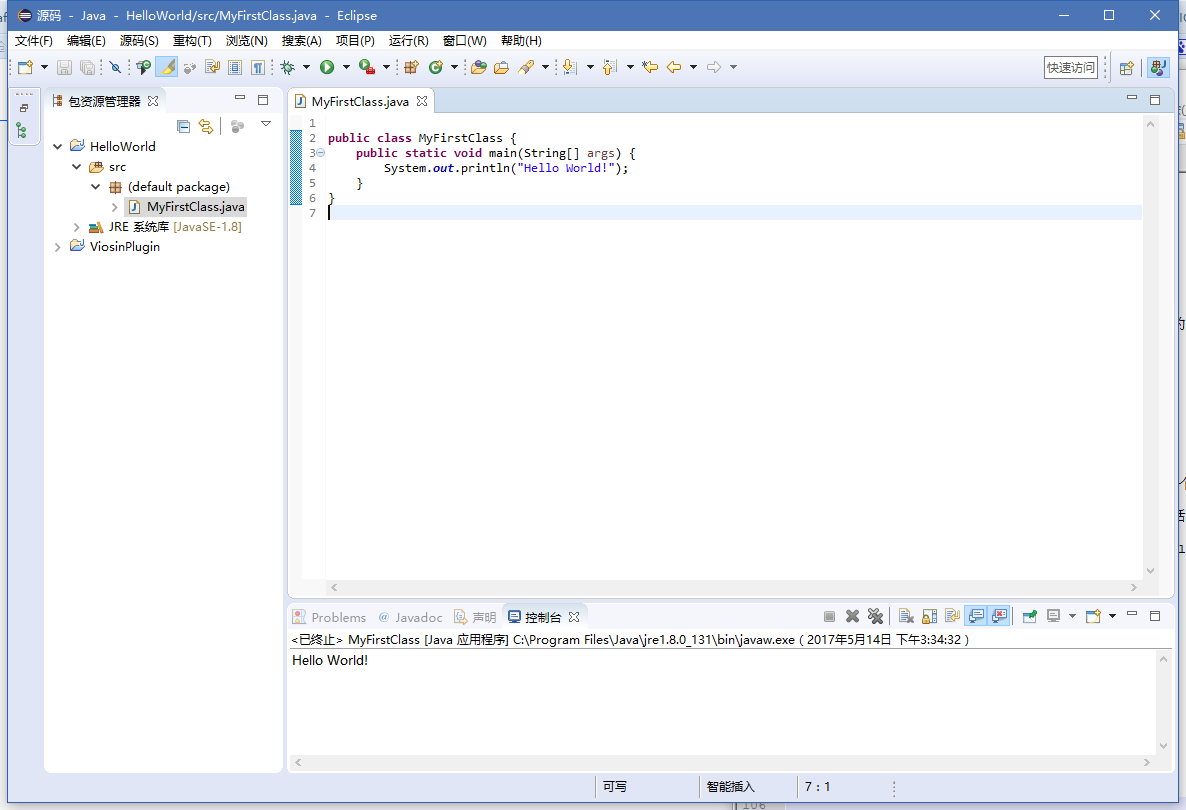 源码 - Java - HelloWorld/src/MyFirstClass.java - Eclipse
文件(F) 编辑(E) 源码(S) 重构(T) 浏览(N) 搜索(A) 项目(P) 运行(R) 窗口(W) 帮助(H)
快速访问
包资源管理器
HelloWorld
src
(default package)
MyFirstClass.java
JRE 系统库 [JavaSE-1.8]
ViosinPlugin
MyFirstClass.java
1
2 public class MyFirstClass {
3 public static void main(String[] args) {
4 System.out.println("Hello World!");
5 }
6 }
7
Problems @ Javadoc 声明 控制台
<已终止> MyFirstClass [Java 应用程序] C:\Program Files\Java\jre1.8.0_131\bin\javaw.exe ( 2017年5月14日 下午3:34:32 )
Hello World!
可写 智能插入 7 : 1
106